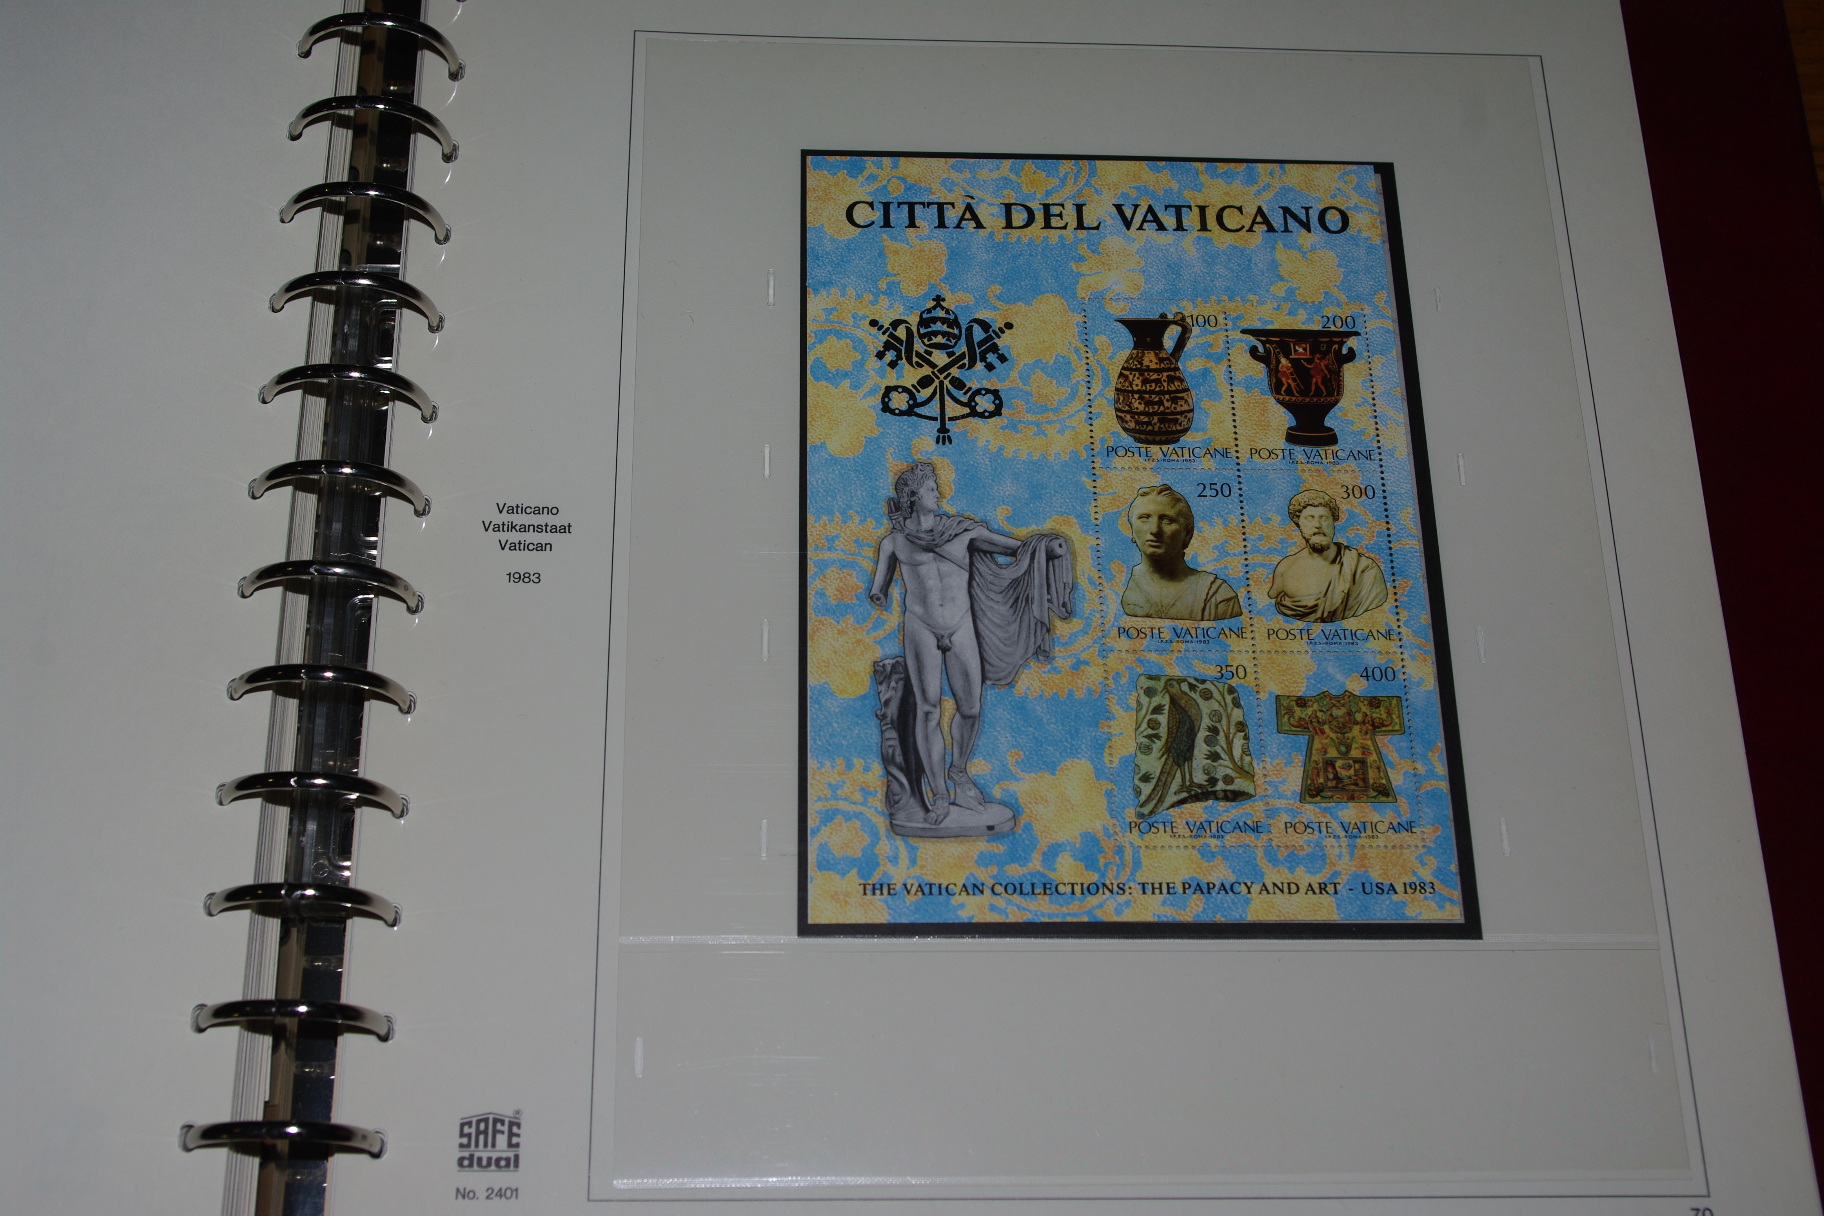 CITTÀ DEL VATICANO
100
200
POSTE VATICANE
POSTE VATICANE
250
300
POSTE VATICANE
POSTE VATICANE
350
400
POSTE VATICANE
POSTE VATICANE
THE VATICAN COLLECTIONS: THE PAPACY AND ART - USA 1983
Vaticano
Vatikanstaat
Vatican
1983
SAFE®
dual
No. 2401